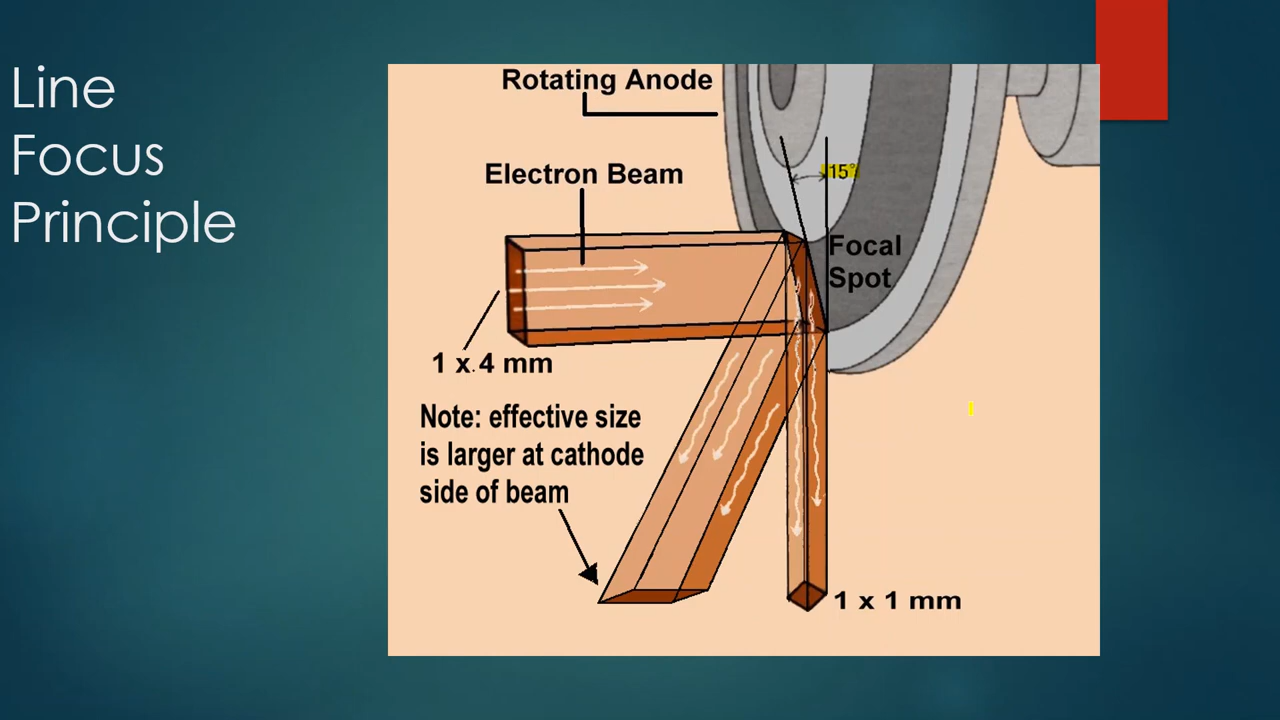 Line
Focus
Principle
Rotating Anode
Electron Beam
15°
Focal
Spot
1 x 4 mm
Note: effective size
is larger at cathode
side of beam
1 x 1 mm